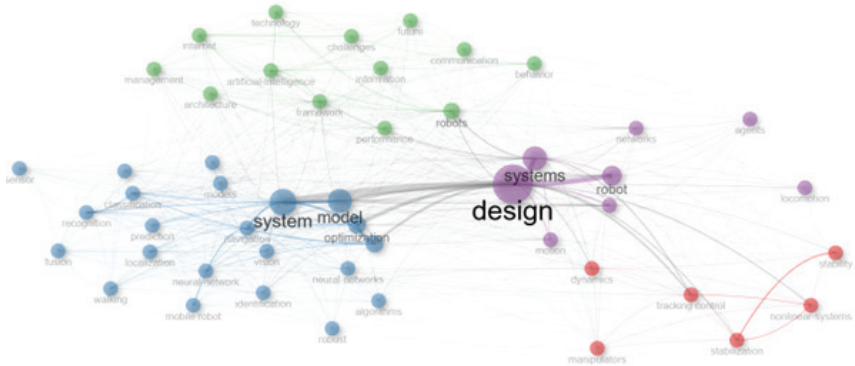 technology
future
internet
challenges
communication
behavior
management
artificial-intelligence
information
architecture
framework
robots
performance
networks
agents
sensor
classification
models
systems
robot
locomotion
recognition
system
model
design
prediction
navigation
optimization
motion
fusion
localization
vision
stability
neural-network
neural networks
dynamics
walking
identification
tracking control
mobile robot
algorithms
nonlinear-systems
robust
stabilization
manipulators